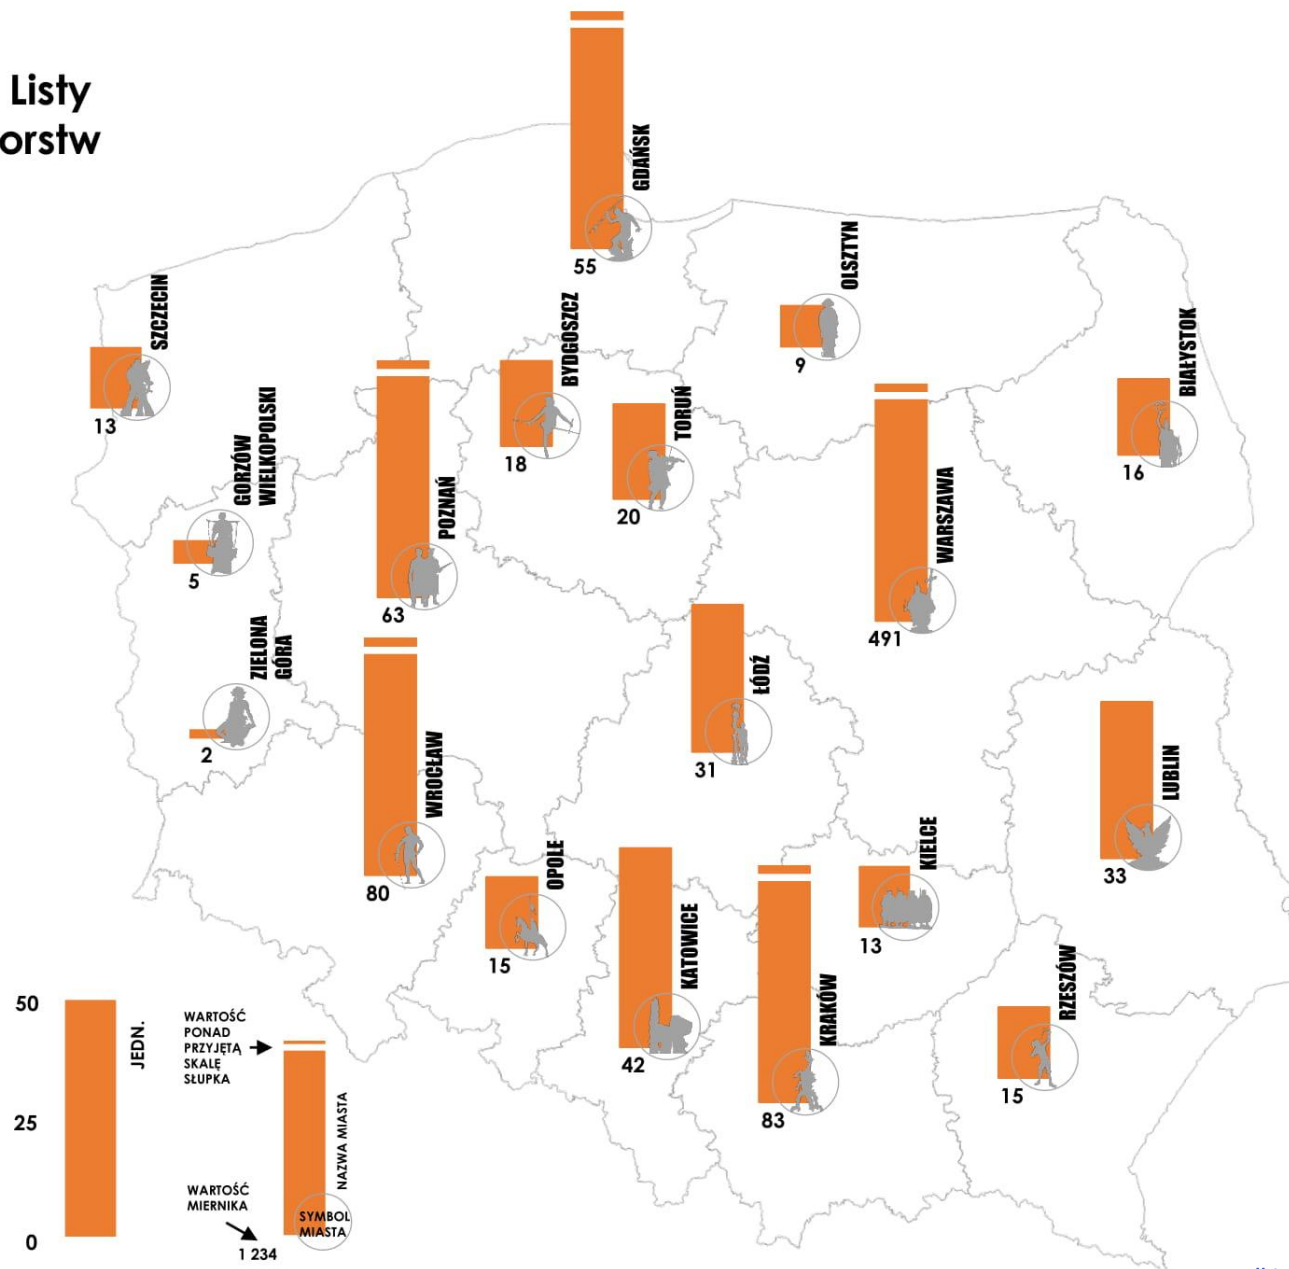 Listy
orstw
GDAŃSK
55
OLSZTYN
9
SZCZECIN
13
BYDGOSZCZ
18
BIAŁYSTOK
16
TORUŃ
20
GORZÓW
WIELKOPOLSKI
5
POZNAŃ
63
WARSZAWA
491
ZIELONA
GÓRA
2
ŁÓDŹ
31
WROCŁAW
80
LUBLIN
33
OPOLE
15
KIELCE
13
KATOWICE
42
KRAKÓW
83
RZESZÓW
15
50
25
0
JEDN.
WARTOŚĆ
PONAD
PRZYJĘTĄ
SKALĘ
SŁUPKA
NAZWA MIASTA
WARTOŚĆ
MIERNIKA
SYMBOL
MIASTA
1 234